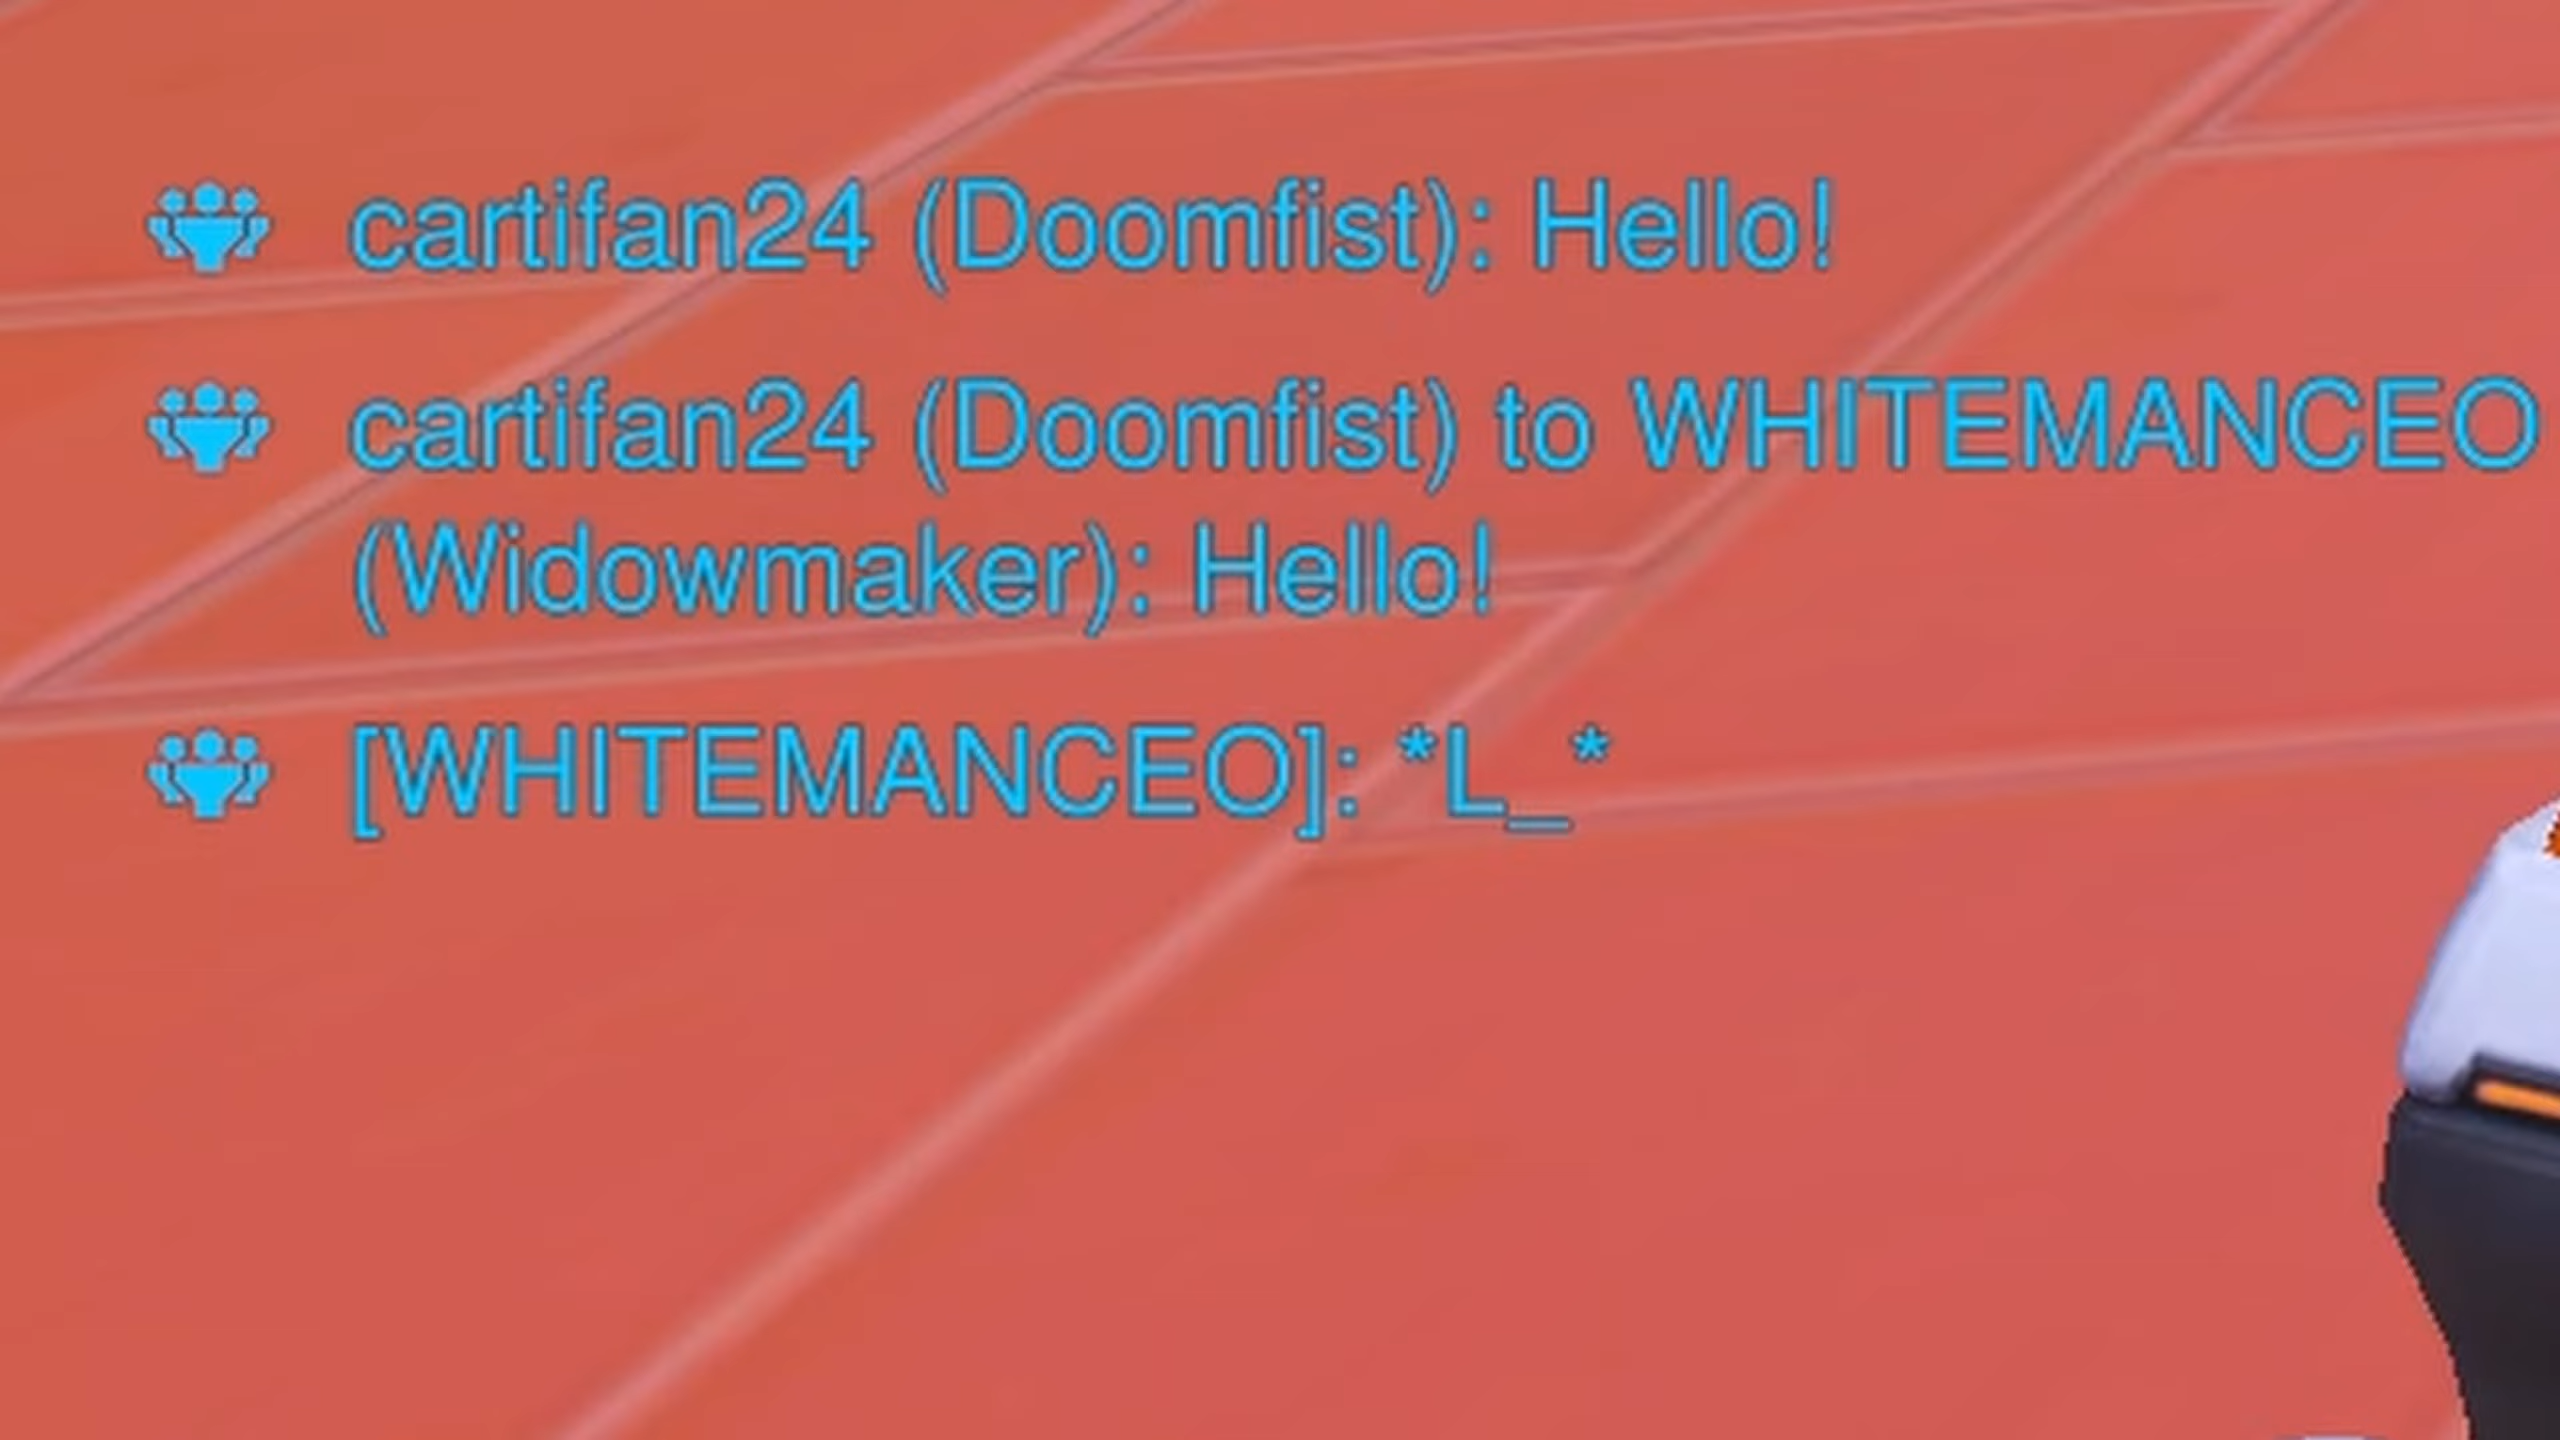 cartifan24 (Doomfist): Hello!
cartifan24 (Doomfist) to WHITEMANCEO
(Widowmaker): Hello!
[WHITEMANCEO]: *L_*